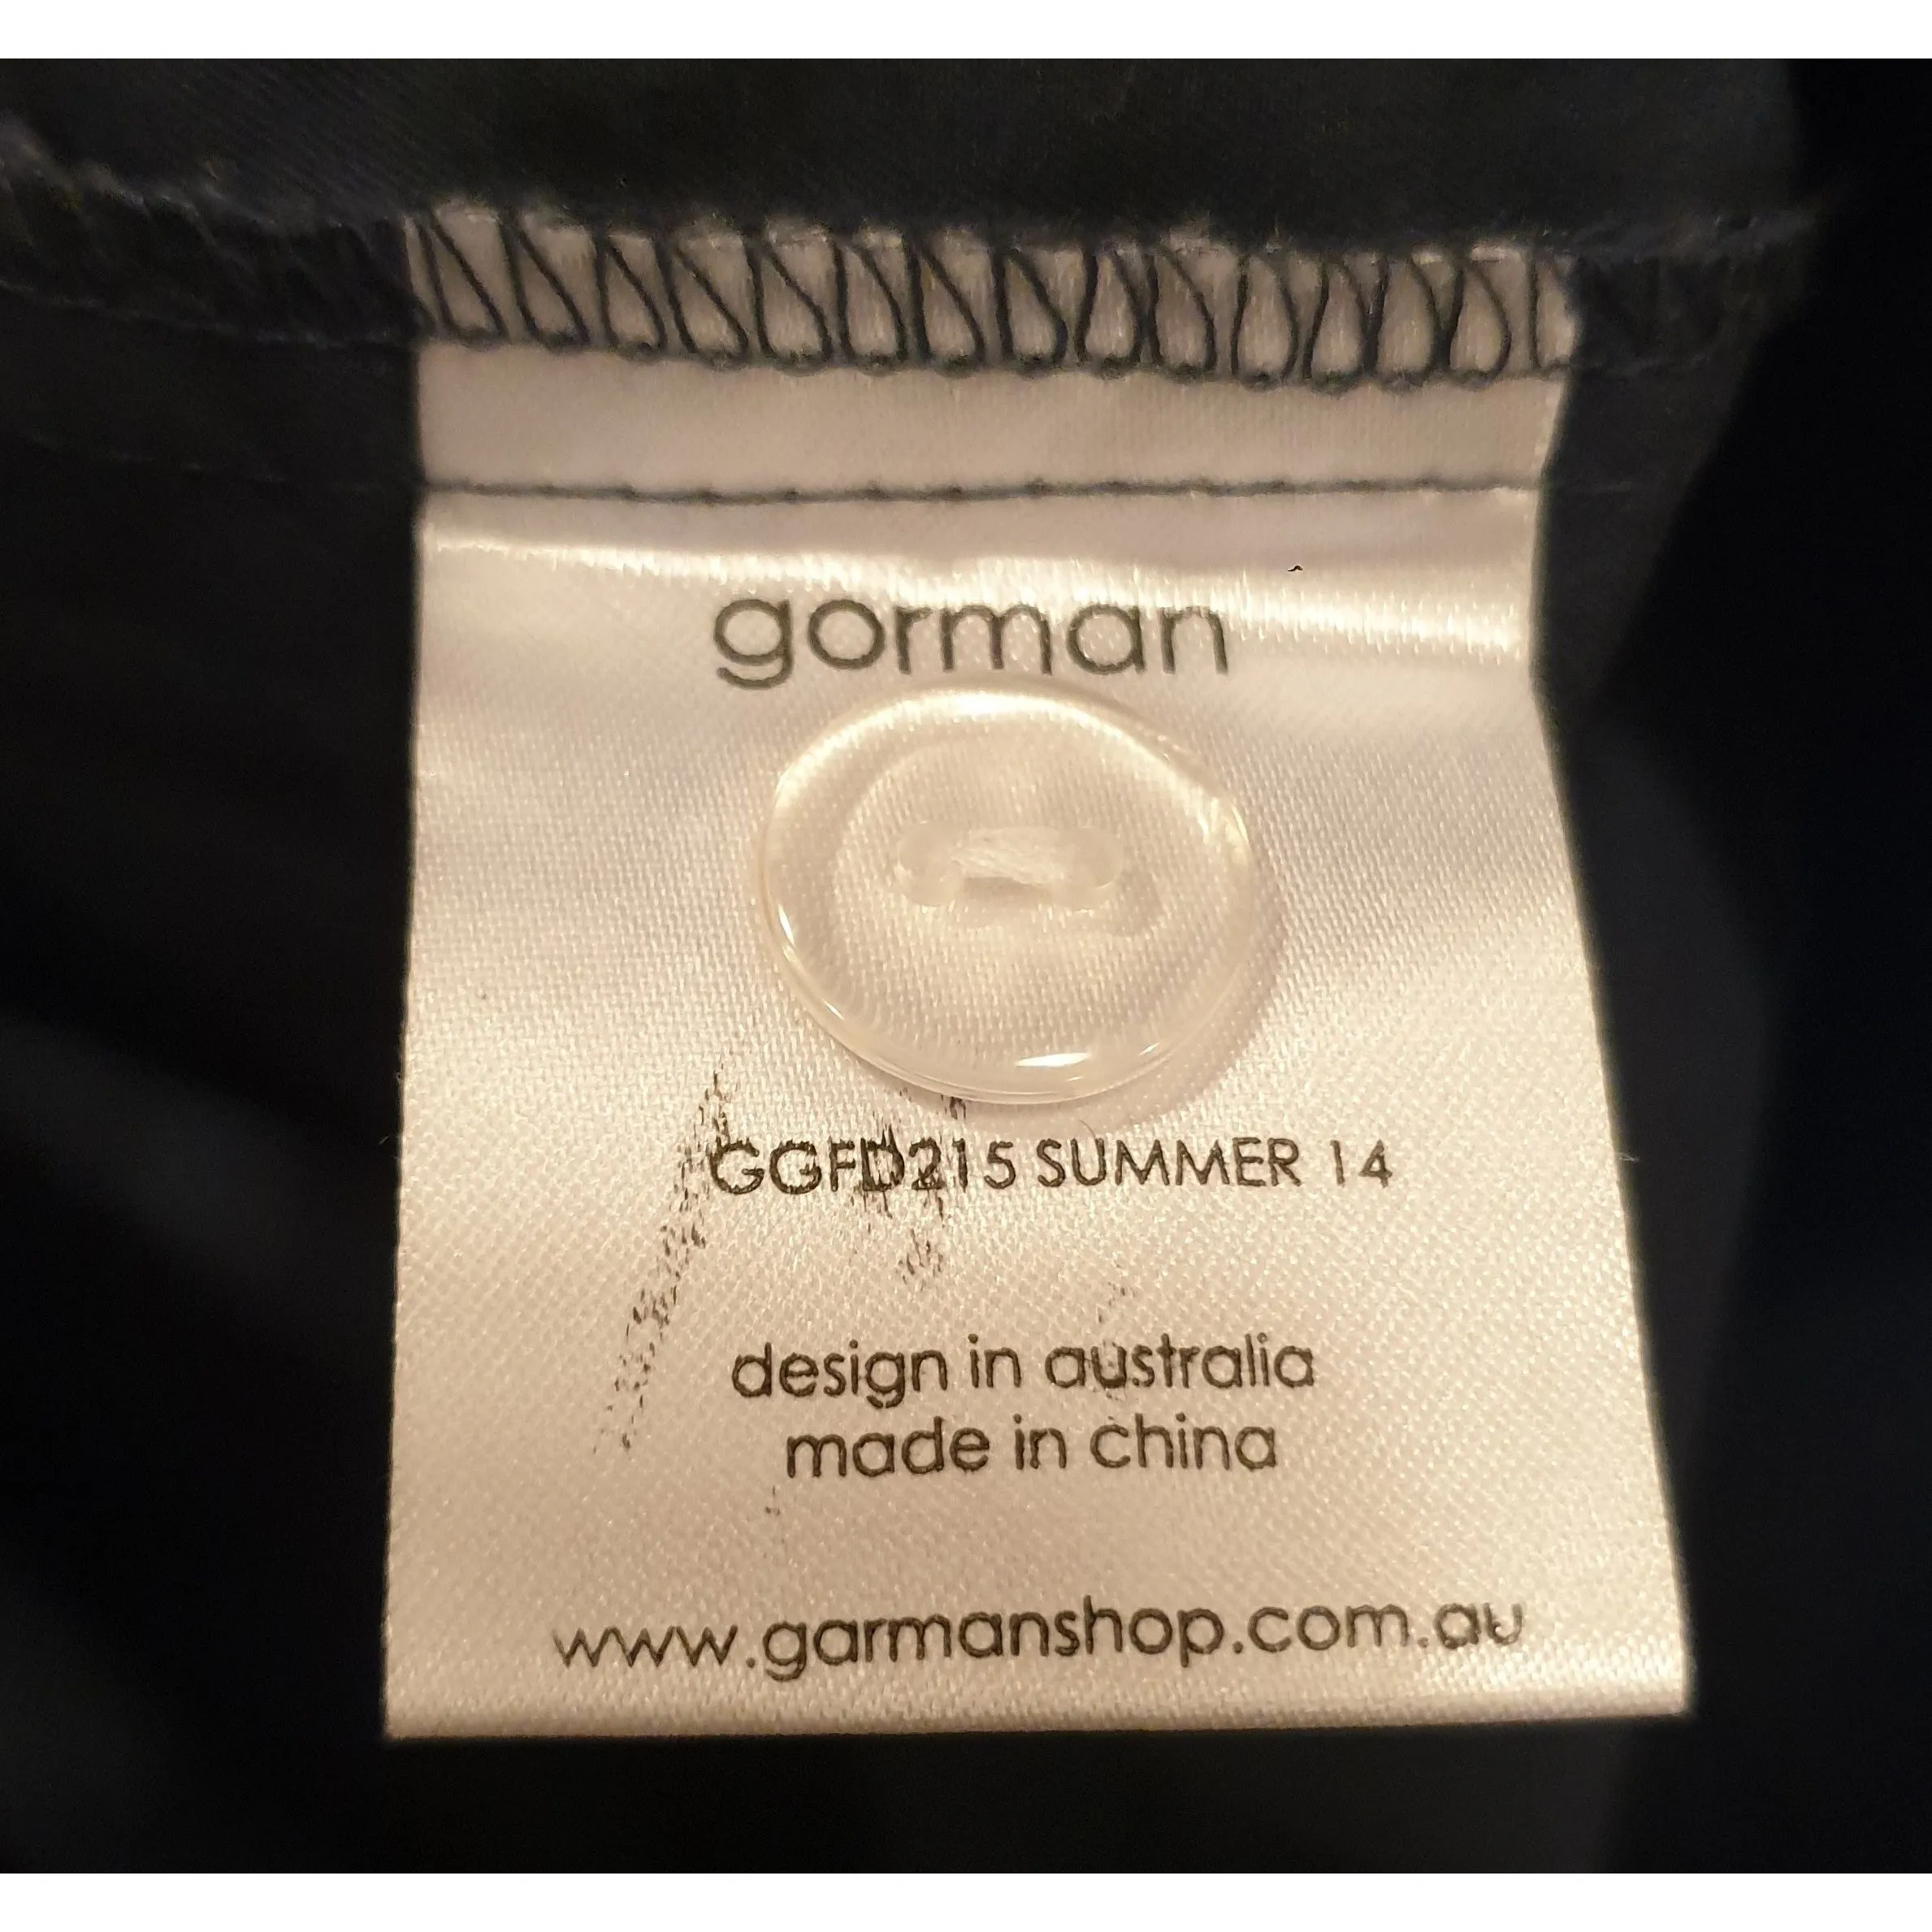 gorman
GGFD215 SUMMER 14
design in australia
made in china
www.garmanshop.com.au